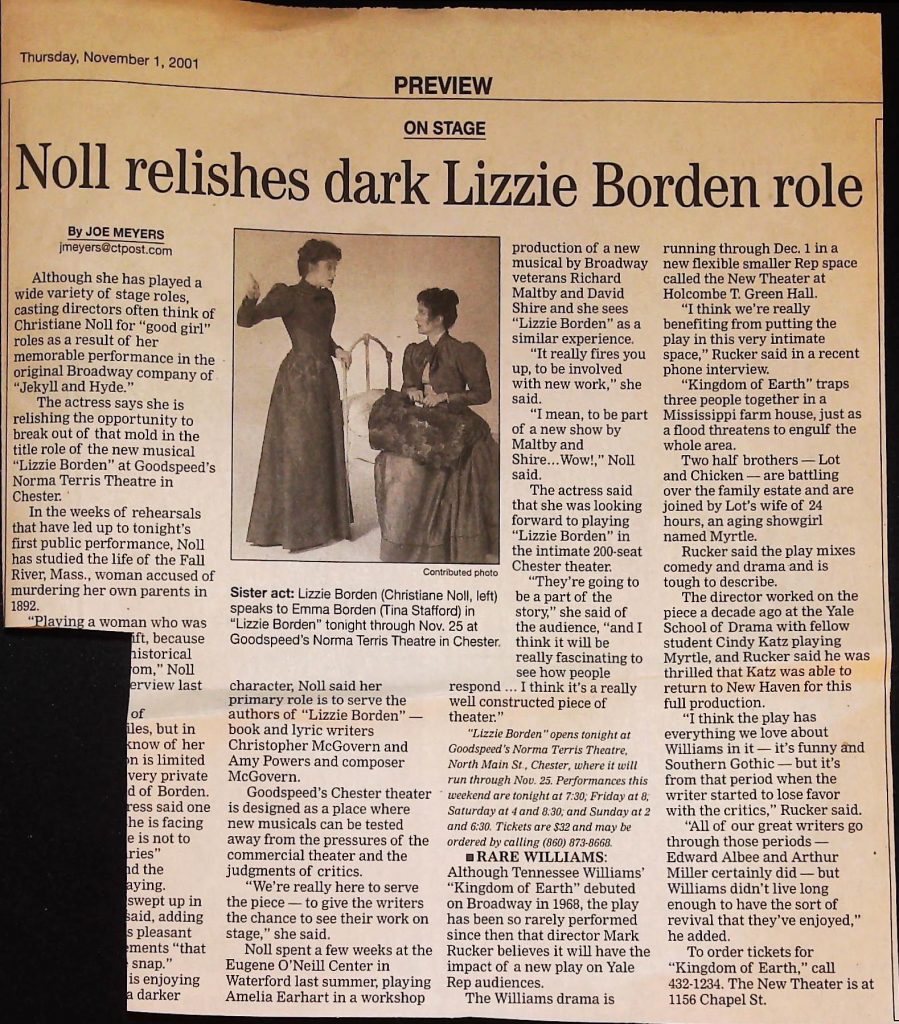 Thursday, November 1, 2001
PREVIEW
ON STAGE
Noll relishes dark Lizzie Borden role
By JOE MEYERS
jmeyers@ctpost.com
Although she has played a
wide variety of stage roles,
casting directors often think of
Christiane Noll for “good girl”
roles as a result of her
memorable performance in the
original Broadway company of
“Jekyll and Hyde.”
The actress says she is
relishing the opportunity to
break out of that mold in the
title role of the new musical
“Lizzie Borden” at Goodspeed’s
Norma Terris Theatre in
Chester.
In the weeks of rehearsals
that have led up to tonight’s
first public performance, Noll
has studied the life of the Fall
River, Mass., woman accused of
murdering her own parents in
1892.
“Playing a woman who was
ift, because
historical
om,” Noll
erview last
of
iles, but in
know of her
on is limited
very private
d of Borden.
ress said one
he is facing
e is not to
ries”
nd the
aying.
swept up in
said, adding
s pleasant
ements “that
snap.”
is enjoying
a darker
Contributed photo
Sister act: Lizzie Borden (Christiane Noll, left)
speaks to Emma Borden (Tina Stafford) in
“Lizzie Borden” tonight through Nov. 25 at
Goodspeed’s Norma Terris Theatre in Chester.
character, Noll said her
primary role is to serve the
authors of “Lizzie Borden” —
book and lyric writers
Christopher McGovern and
Amy Powers and composer
McGovern.
Goodspeed’s Chester theater
is designed as a place where
new musicals can be tested
away from the pressures of the
commercial theater and the
judgments of critics.
“We’re really here to serve
the piece — to give the writers
the chance to see their work on
stage,” she said.
Noll spent a few weeks at the
Eugene O’Neill Center in
Waterford last summer, playing
Amelia Earhart in a workshop
production of a new
musical by Broadway
veterans Richard
Maltby and David
Shire and she sees
“Lizzie Borden” as a
similar experience.
“It really fires you
up, to be involved
with new work,” she
said.
“I mean, to be part
of a new show by
Maltby and
Shire...Wow!,” Noll
said.
The actress said
that she was looking
forward to playing
“Lizzie Borden” in
the intimate 200-seat
Chester theater.
“They’re going to
be a part of the
story,” she said of
the audience, “and I
think it will be
really fascinating to
see how people
respond ... I think it’s a really
well constructed piece of
theater.”
“Lizzie Borden” opens tonight at
Goodspeed’s Norma Terris Theatre,
North Main St., Chester, where it will
run through Nov. 25. Performances this
weekend are tonight at 7:30; Friday at 8;
Saturday at 4 and 8:30; and Sunday at 2
and 6:30. Tickets are $32 and may be
ordered by calling (860) 873-8668.
■ RARE WILLIAMS:
Although Tennessee Williams’
“Kingdom of Earth” debuted
on Broadway in 1968, the play
has been so rarely performed
since then that director Mark
Rucker believes it will have the
impact of a new play on Yale
Rep audiences.
The Williams drama is
running through Dec. 1 in a
new flexible smaller Rep space
called the New Theater at
Holcombe T. Green Hall.
“I think we’re really
benefiting from putting the
play in this very intimate
space,” Rucker said in a recent
phone interview.
“Kingdom of Earth” traps
three people together in a
Mississippi farm house, just as
a flood threatens to engulf the
whole area.
Two half brothers — Lot
and Chicken — are battling
over the family estate and are
joined by Lot’s wife of 24
hours, an aging showgirl
named Myrtle.
Rucker said the play mixes
comedy and drama and is
tough to describe.
The director worked on the
piece a decade ago at the Yale
School of Drama with fellow
student Cindy Katz playing
Myrtle, and Rucker said he was
thrilled that Katz was able to
return to New Haven for this
full production.
“I think the play has
everything we love about
Williams in it — it’s funny and
Southern Gothic — but it’s
from that period when the
writer started to lose favor
with the critics,” Rucker said.
“All of our great writers go
through those periods —
Edward Albee and Arthur
Miller certainly did — but
Williams didn’t live long
enough to have the sort of
revival that they’ve enjoyed,”
he added.
To order tickets for
“Kingdom of Earth,” call
432-1234. The New Theater is at
1156 Chapel St.